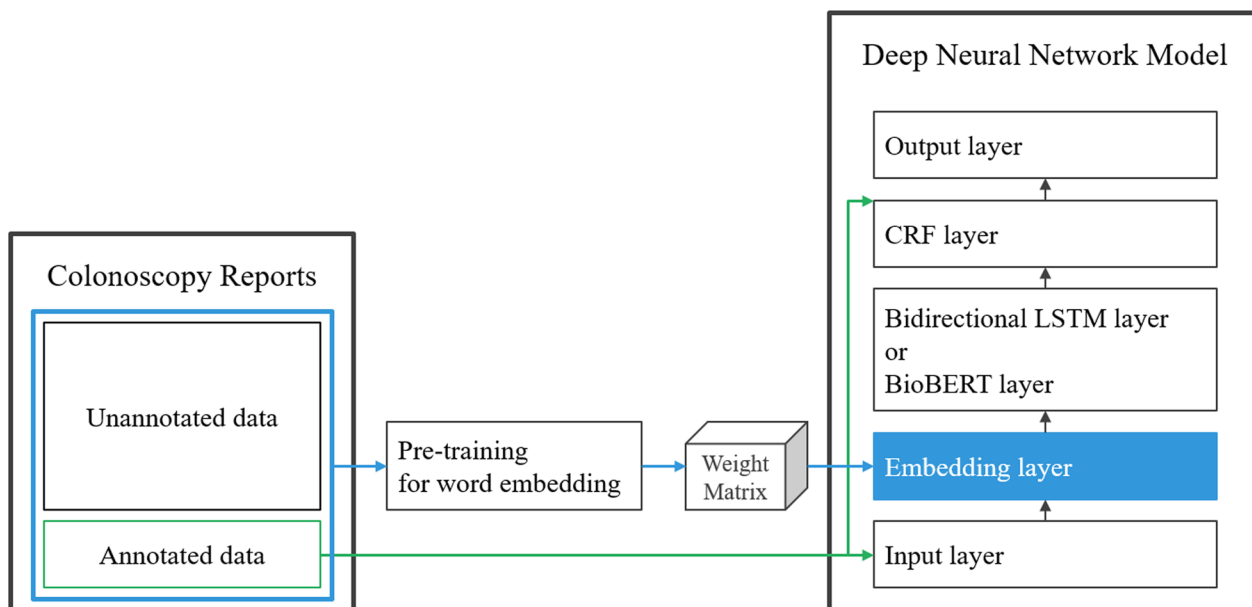 Colonoscopy Reports
Unannotated data
Annotated data
Pre-training
for word embedding
Weight
Matrix
Deep Neural Network Model
Output layer
CRF layer
Bidirectional LSTM layer
or
BioBERT layer
Embedding layer
Input layer